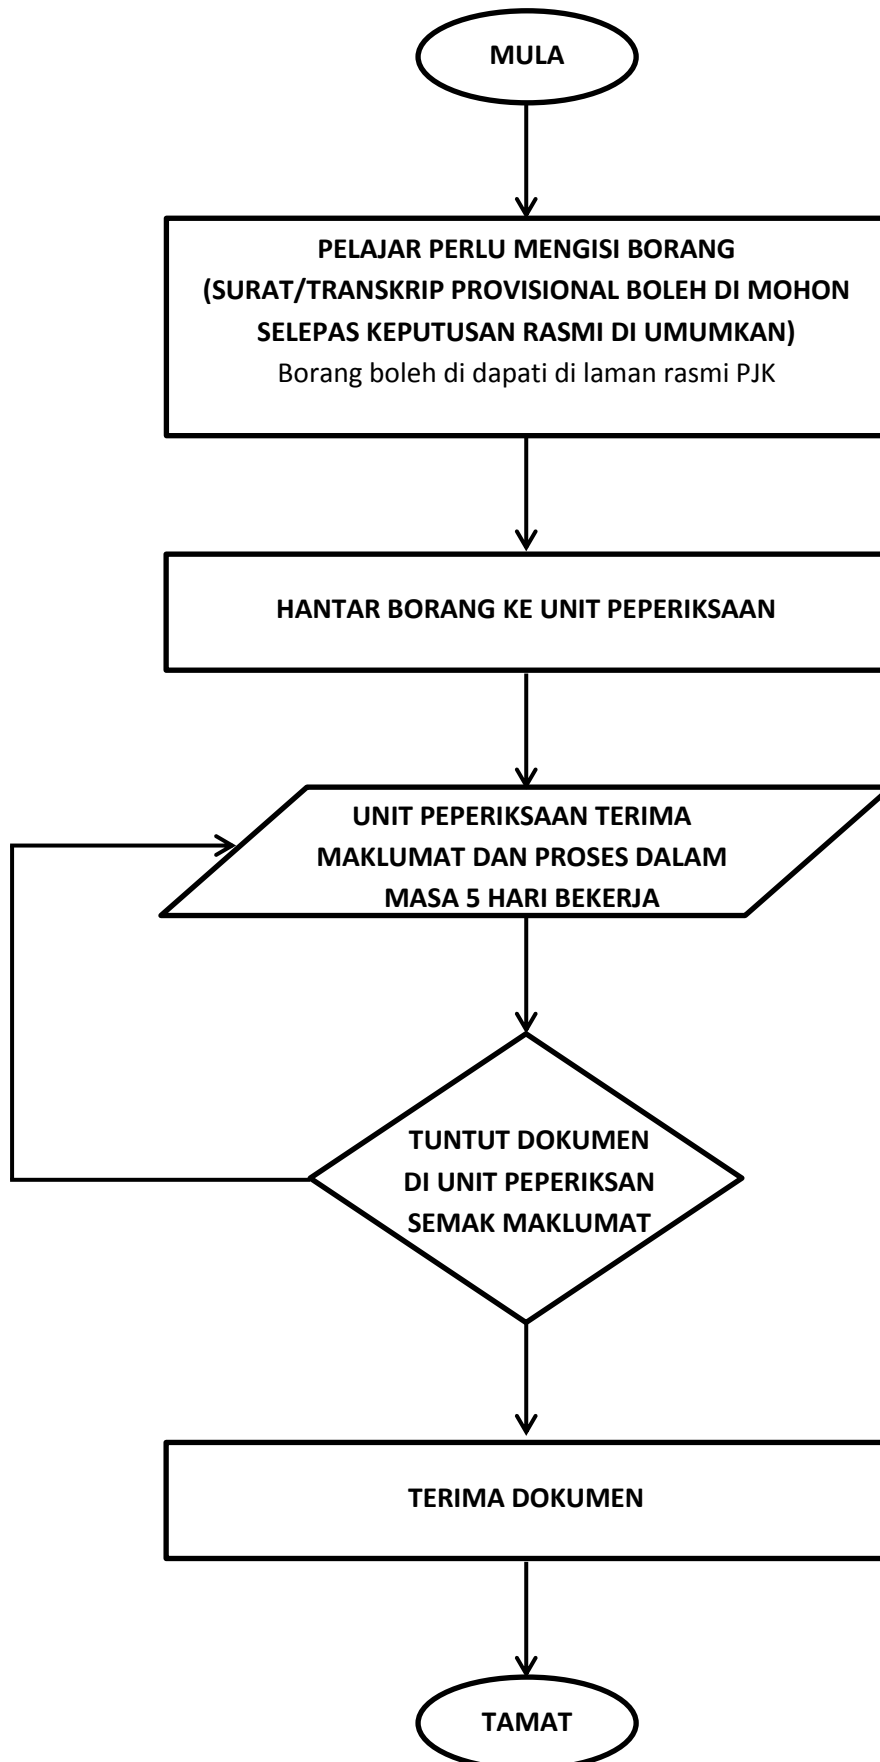 MULA
PELAJAR PERLU MENGISI BORANG
(SURAT/TRANSKRIP PROVISIONAL BOLEH DI MOHON
SELEPAS KEPUTUSAN RASMI DI UMUMKAN)
Borang boleh di dapati di laman rasmi PJK
HANTAR BORANG KE UNIT PEPERIKSAAN
UNIT PEPERIKSAAN TERIMA
MAKLUMAT DAN PROSES DALAM
MASA 5 HARI BEKERJA
TUNTUT DOKUMEN
DI UNIT PEPERIKSAN
SEMAK MAKLUMAT
TERIMA DOKUMEN
TAMAT